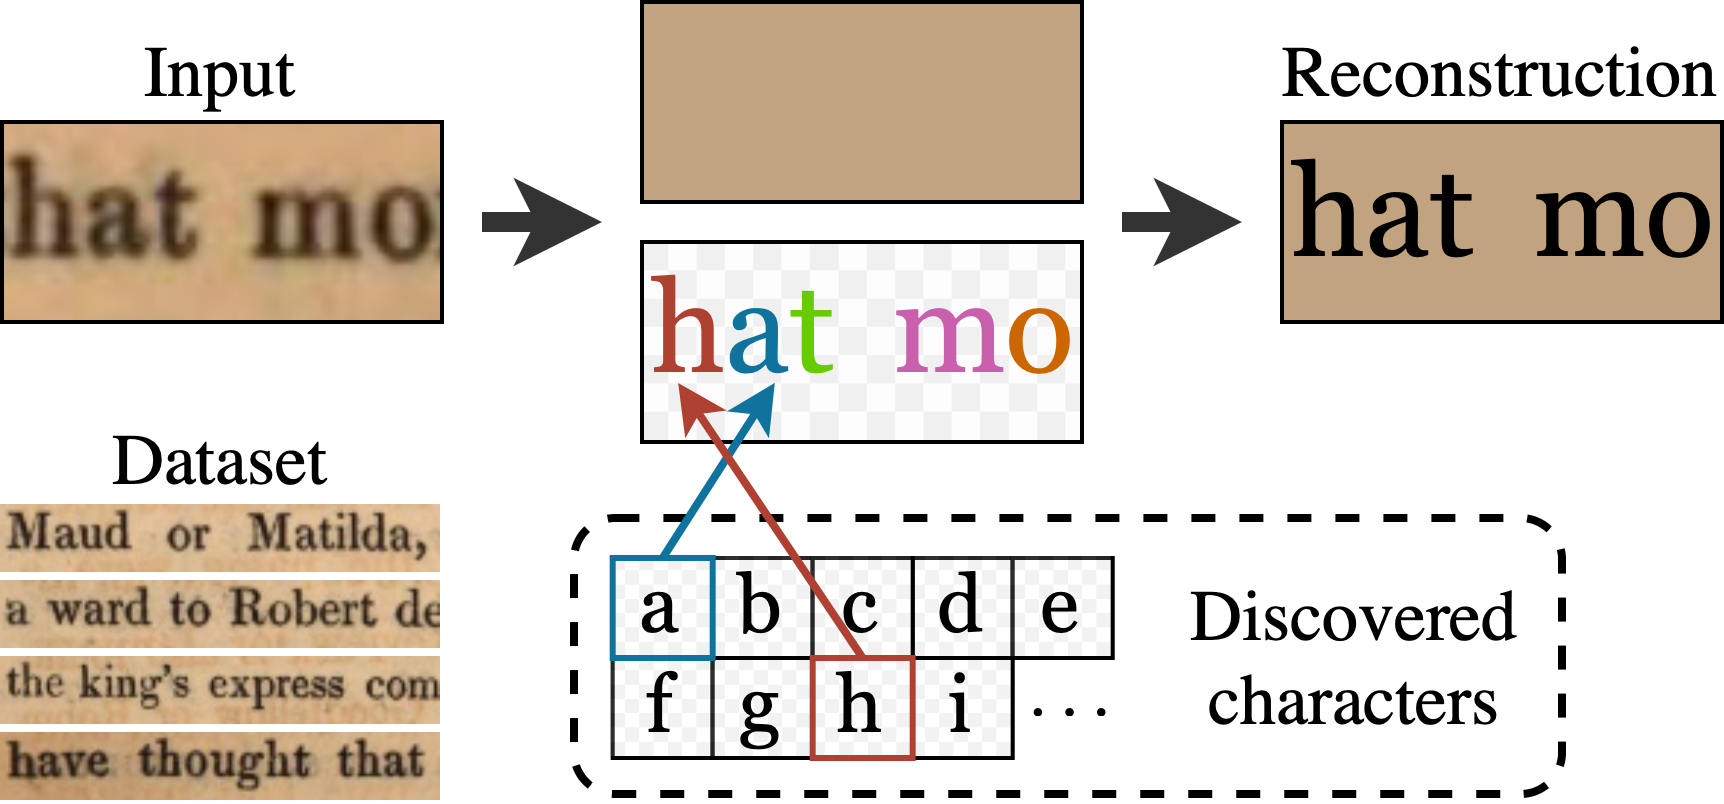 Input
hat mo
Dataset
Maud or Matilda,
a ward to Robert de
the king's express com
have thought that
hat mo
a b c d e
f g h i ...
Discovered
characters
Reconstruction
hat mo